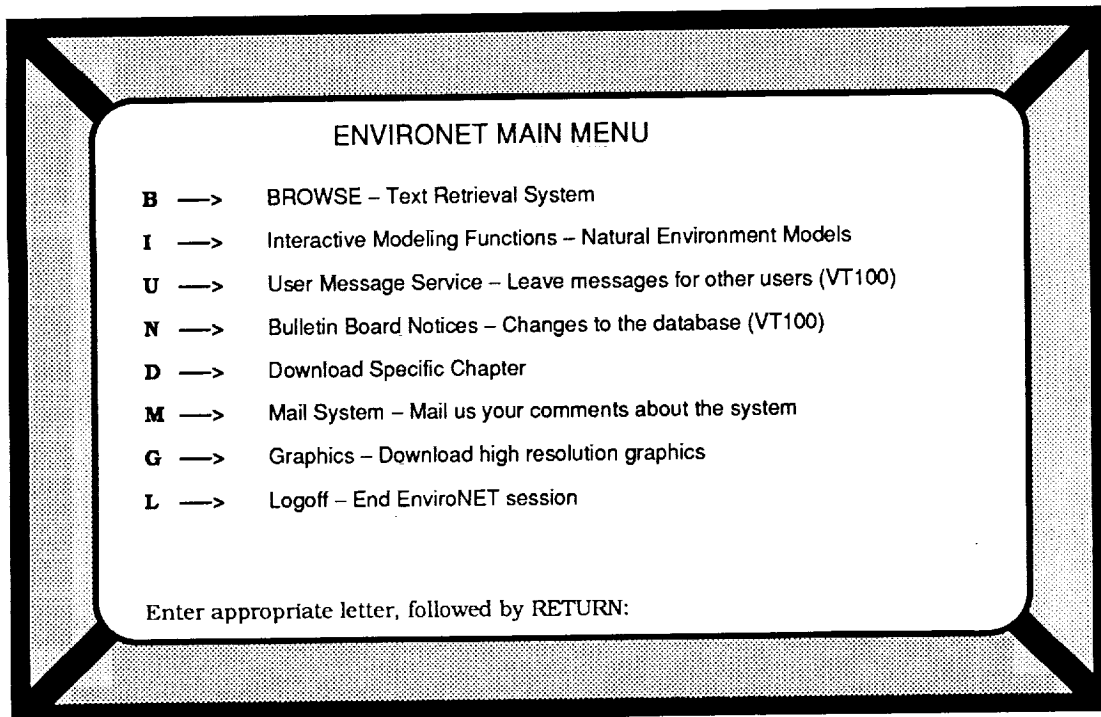 ENVIRONET MAIN MENU
B —–> BROWSE – Text Retrieval System
I —–> Interactive Modeling Functions – Natural Environment Models
U —–> User Message Service – Leave messages for other users (VT100)
N —–> Bulletin Board Notices – Changes to the database (VT100)
D —–> Download Specific Chapter
M —–> Mail System – Mail us your comments about the system
G —–> Graphics – Download high resolution graphics
L —–> Logoff – End EnviroNET session
Enter appropriate letter, followed by RETURN: